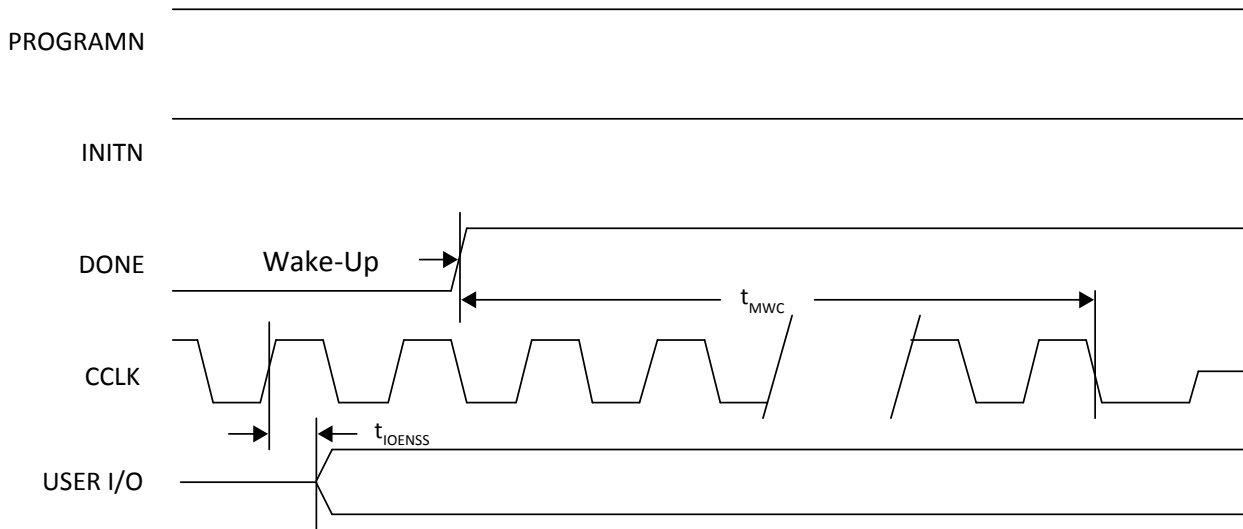 PROGRAMN
INITN
DONE
Wake-Up
tMWC
CCLK
tIOENSS
USER I/O